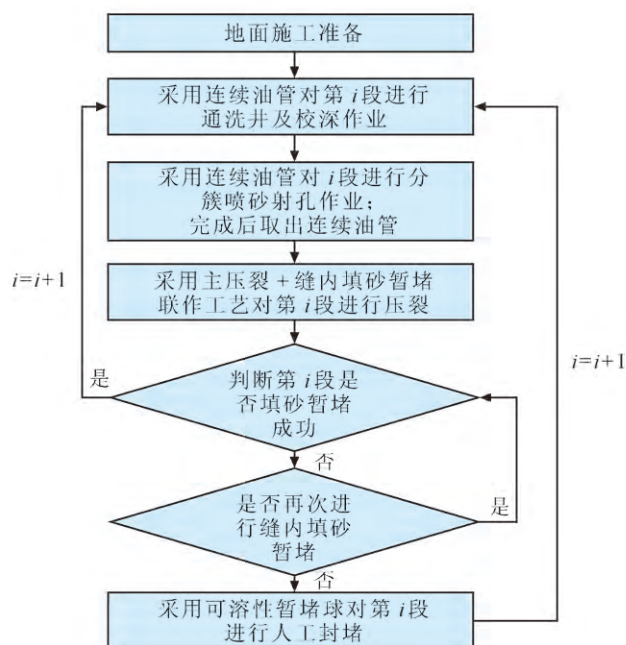 地面施工准备
采用连续油管对第i段进行
通洗井及校深作业
采用连续油管对i段进行分
簇喷砂射孔作业；
完成后取出连续油管
i=i+1
采用主压裂+缝内填砂暂堵
联作工艺对第i段进行压裂
i=i+1
是
判断第i段是
否填砂暂堵
成功
否
是否再次进
行缝内填砂
暂堵
是
否
采用可溶性暂堵球对第i段
进行人工封堵